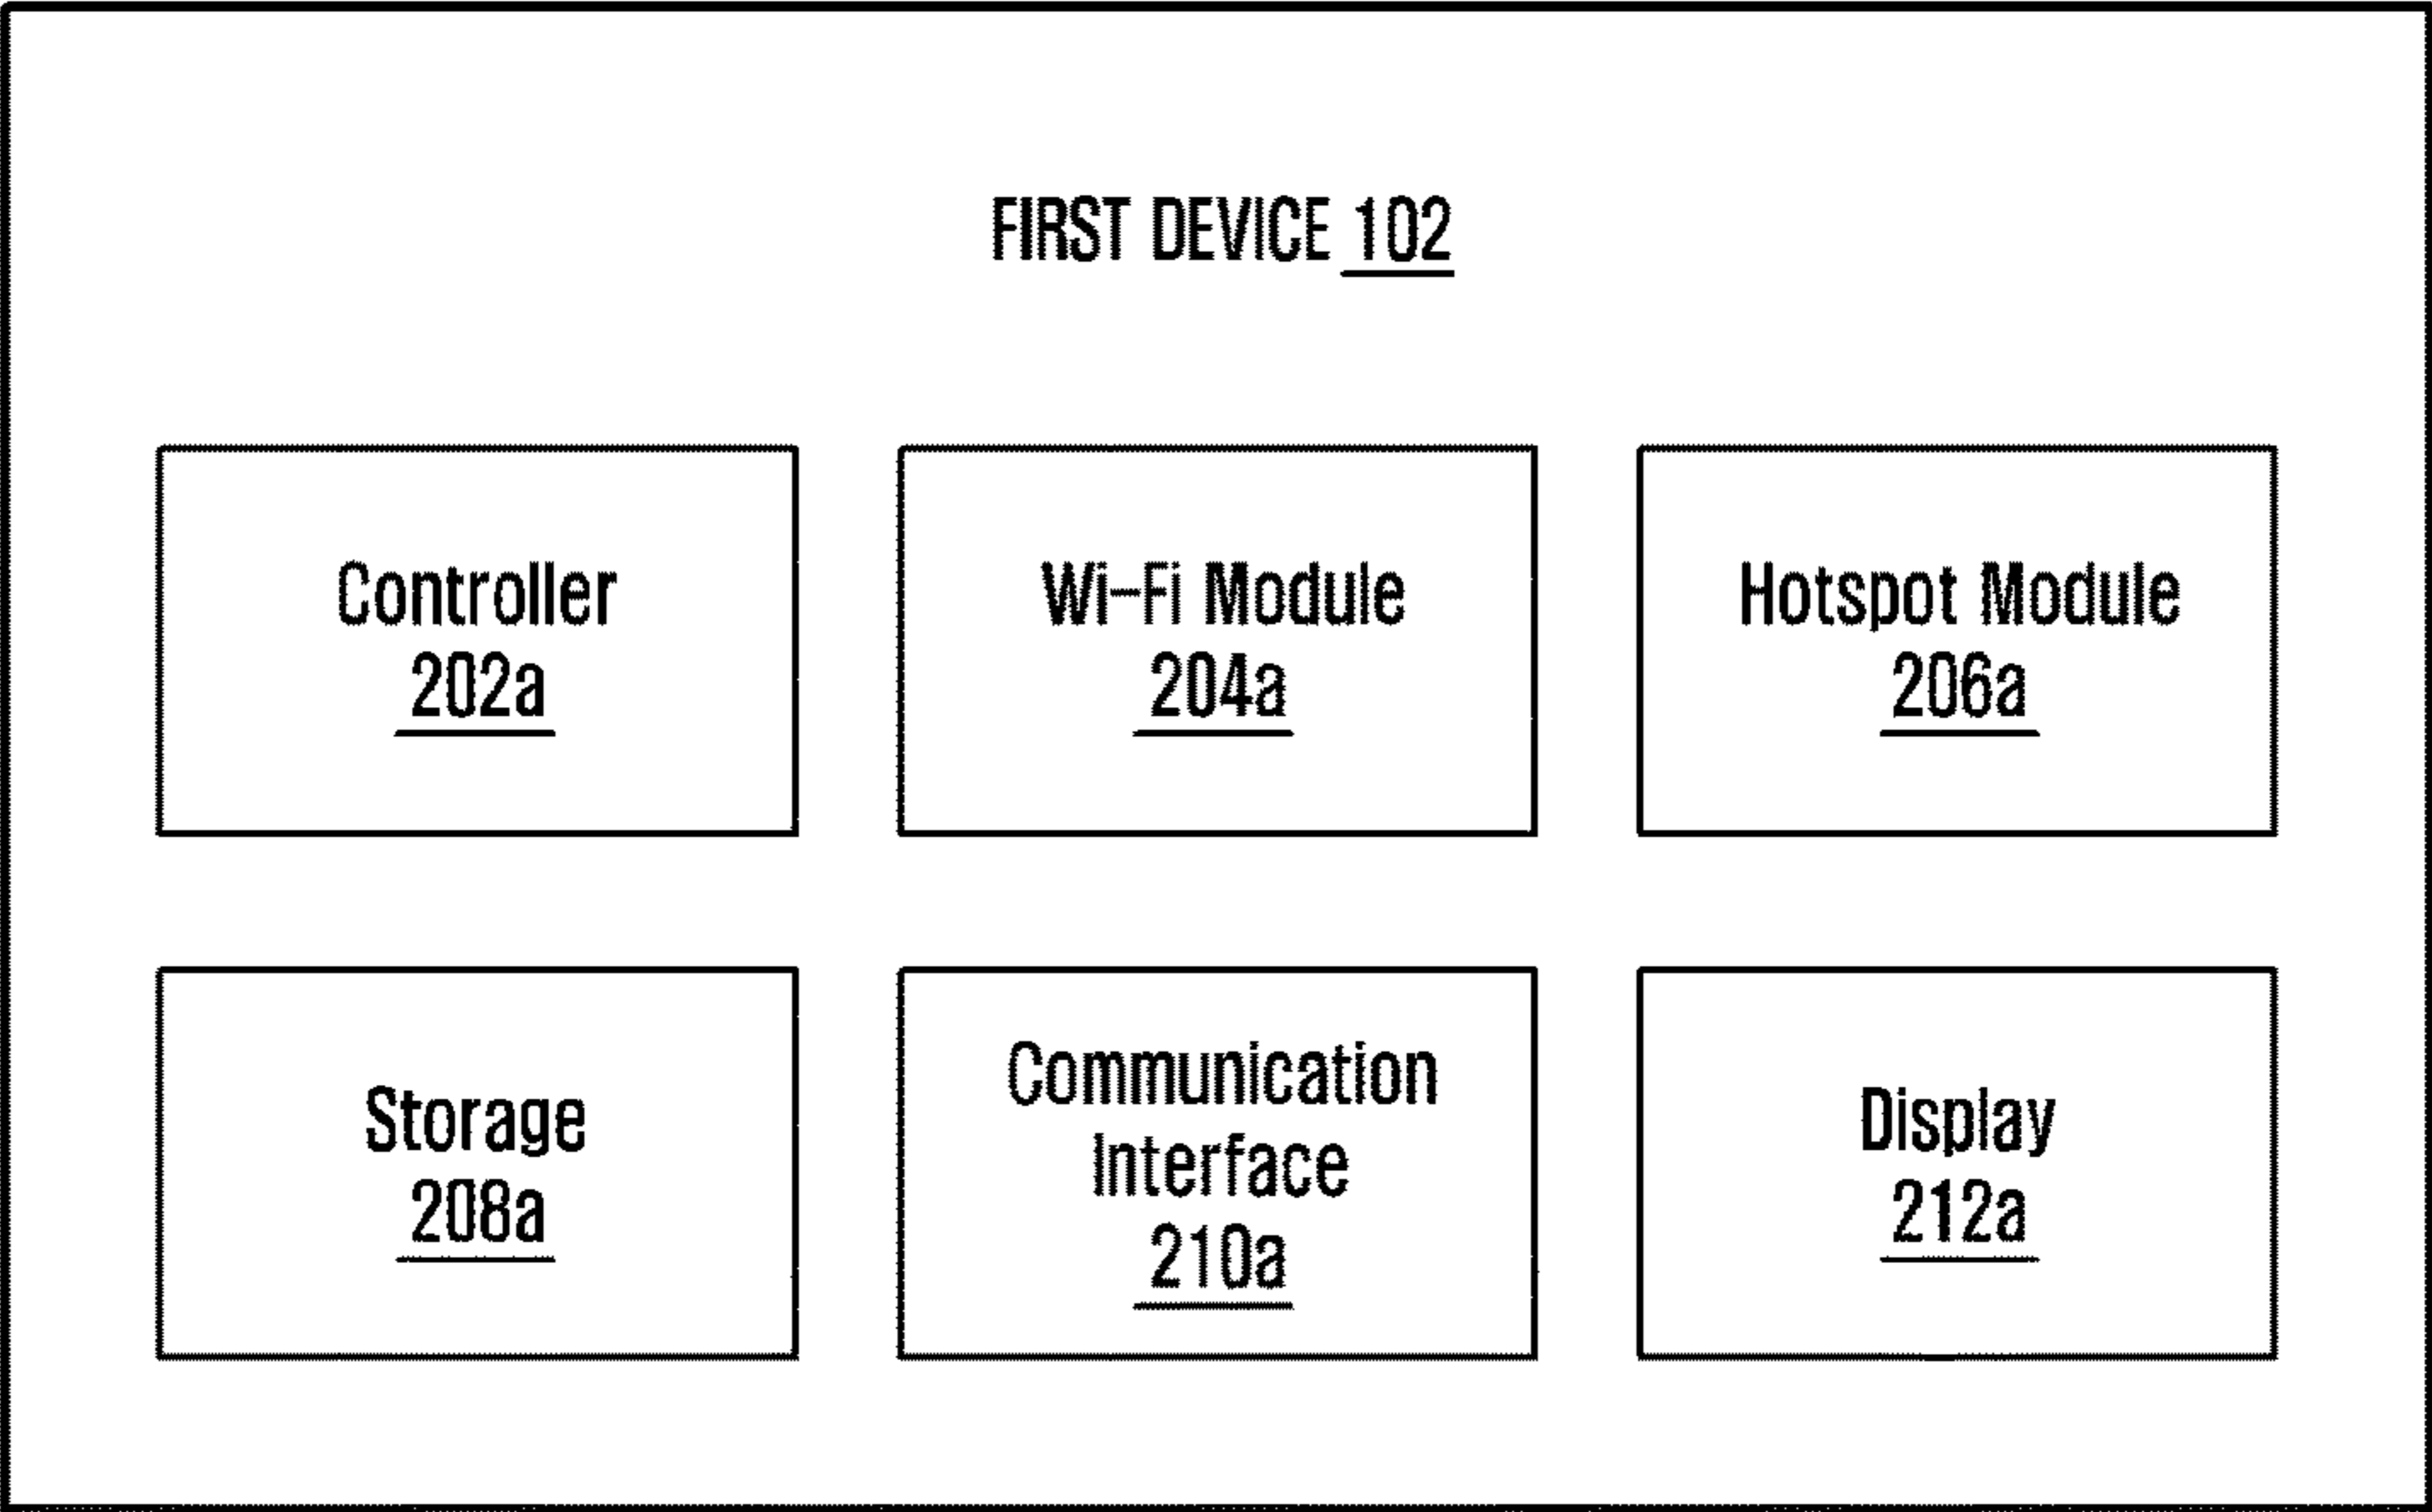 FIRST DEVICE 102
Controller
202a
Wi-Fi Module
204a
Hotspot Module
206a
Storage
208a
Communication
Interface
210a
Display
212a